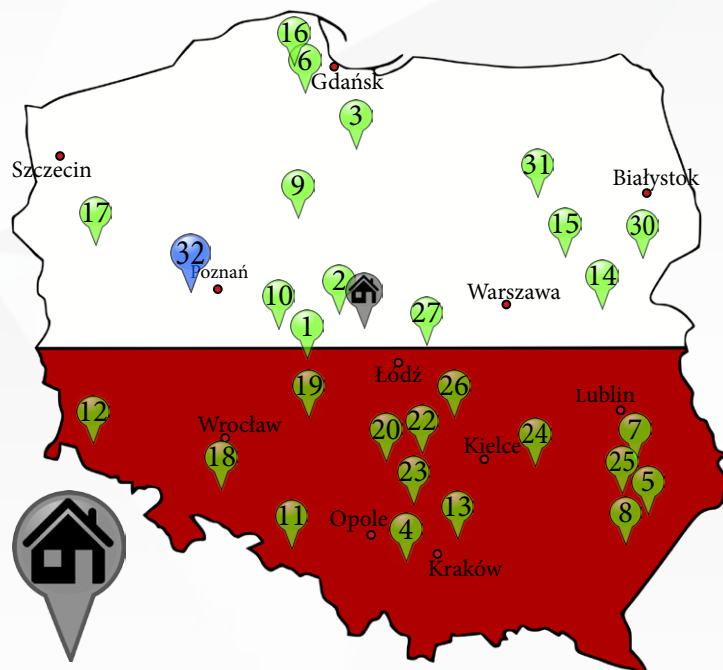 16
6
Gdańsk
3
Szczecin
31
Białystok
9
17
15
30
32
Poznań
14
2
10
Warszawa
27
1
Łódź
19
26
Lublin
12
Wrocław
20
22
24
7
Kielce
18
25
23
5
13
8
11
Opole
4
Kraków